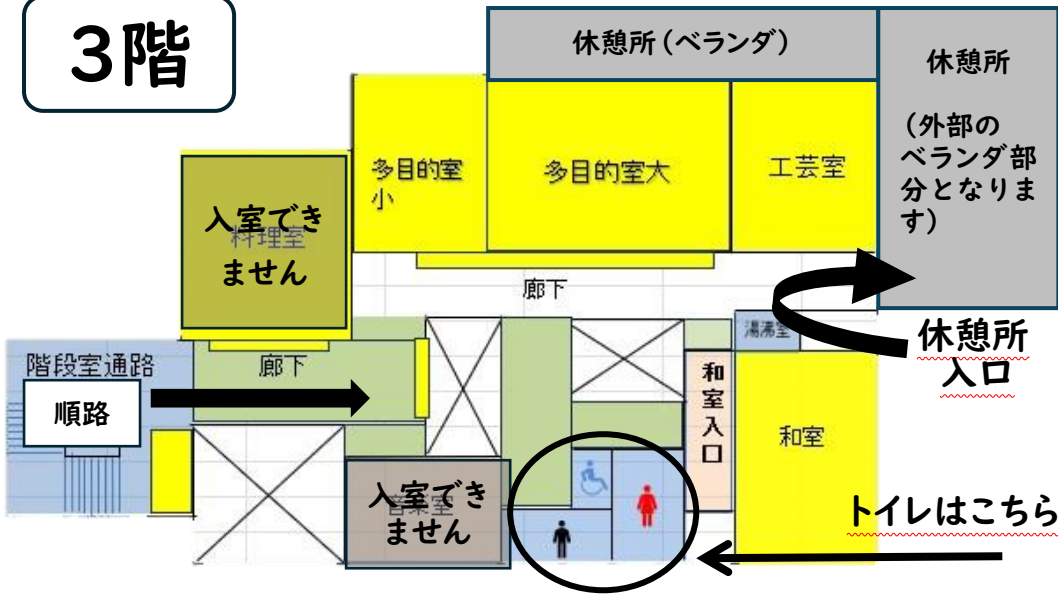 3階
休憩所(ベランダ)
休憩所
(外部の
ベランダ部
分となりま
す)
多目的室
小
多目的室大
工芸室
入室でき
ません
料理室
廊下
湯沸室
休憩所
入口
階段室通路
廊下
順路
和
室
入
口
和室
入室でき
ません
音楽室
トイレはこちら